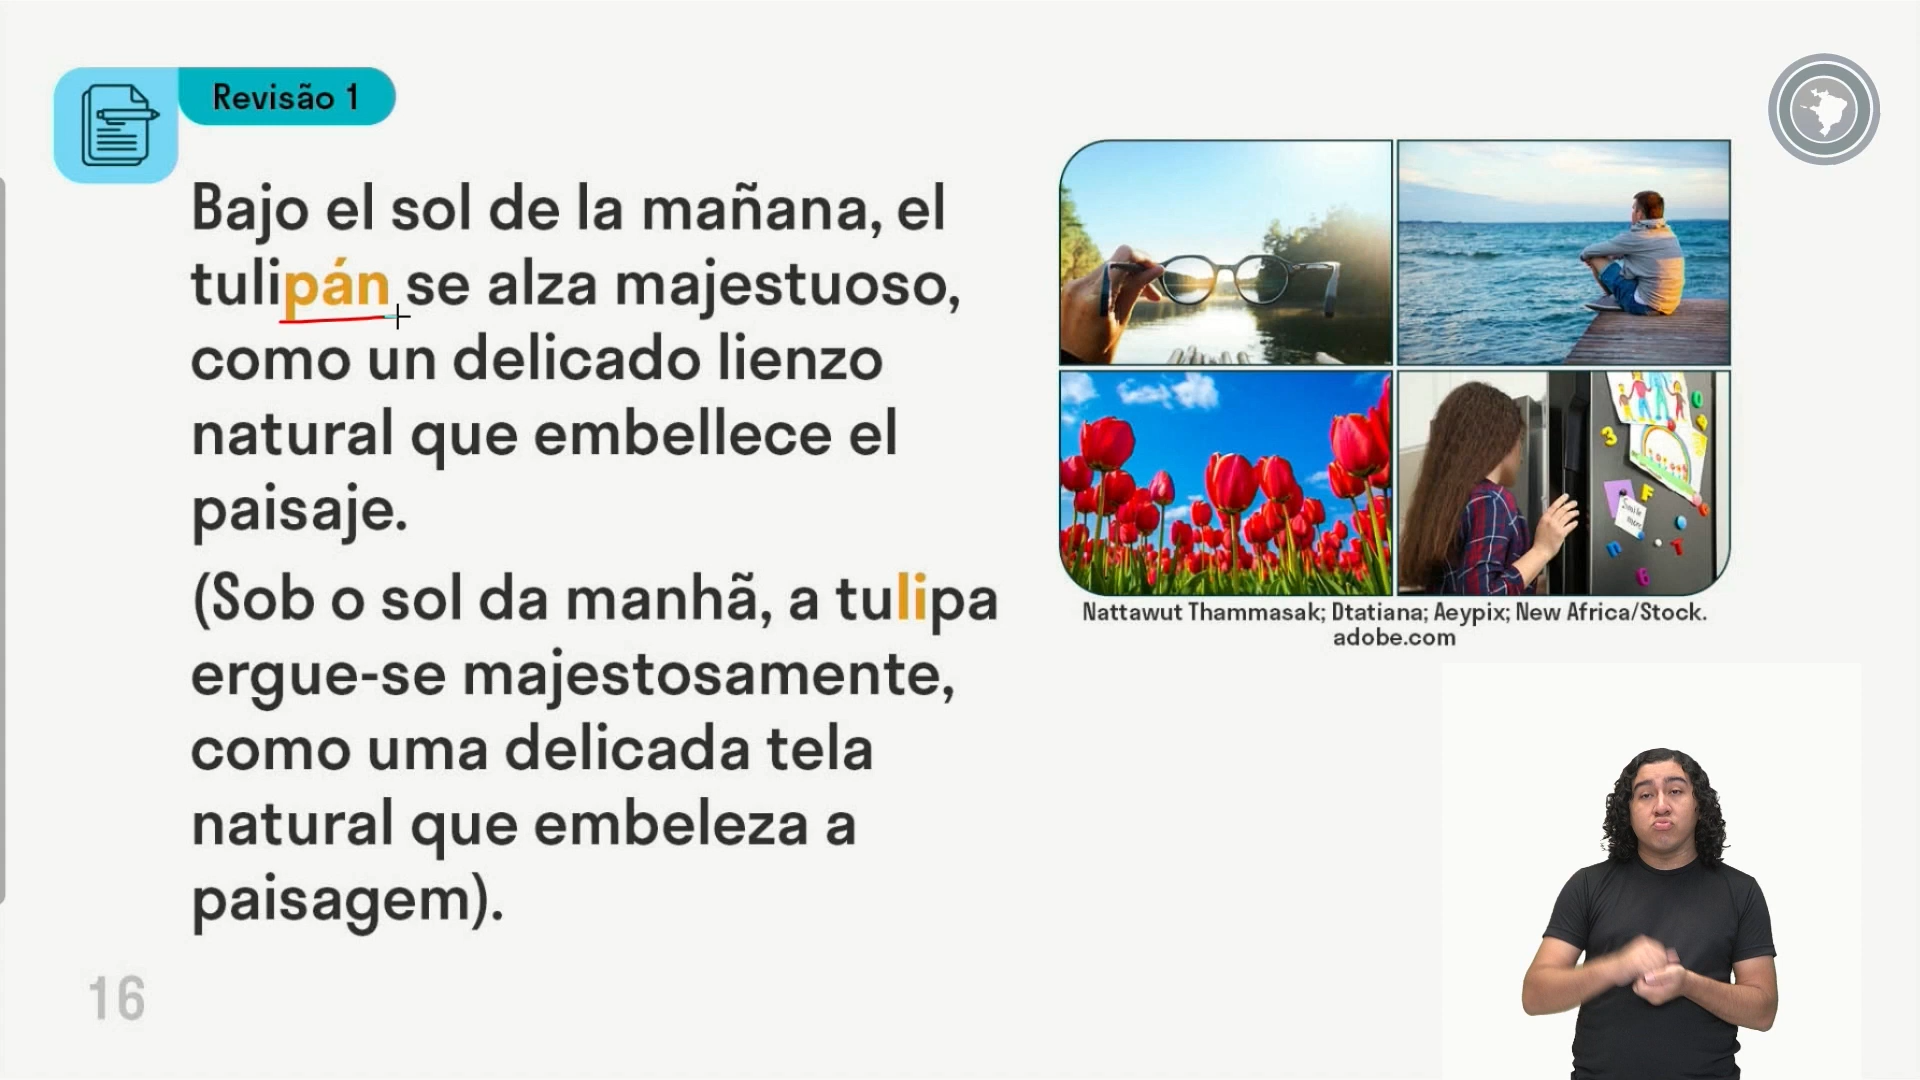 Revisão 1
Bajo el sol de la mañana, el
tulipán se alza majestuoso,
como un delicado lienzo
natural que embellece el
paisaje.
(Sob o sol da manhã, a tulipa
ergue-se majestosamente,
como uma delicada tela
natural que embeleza a
paisagem).
Nattawut Thammasak; Dtatiana; Aeypix; New Africa/Stock.
adobe.com
16